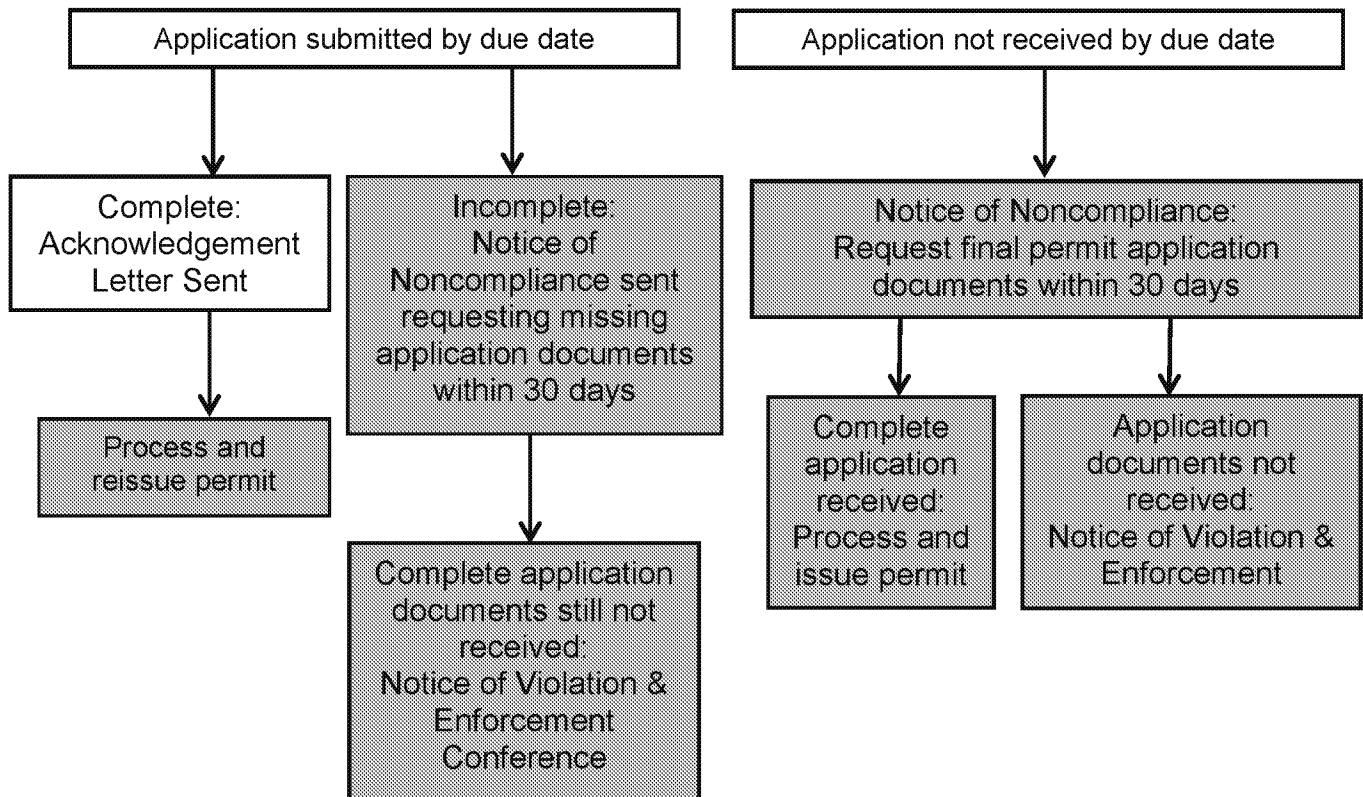 Application submitted by due date
Application not received by due date
Complete:
Acknowledgement
Letter Sent
Incomplete:
Notice of
Noncompliance sent
requesting missing
application documents
within 30 days
Notice of Noncompliance:
Request final permit application
documents within 30 days
Process and
reissue permit
Complete
application
received:
Process and
issue permit
Application
documents not
received:
Notice of Violation &
Enforcement
Complete application
documents still not
received:
Notice of Violation &
Enforcement
Conference